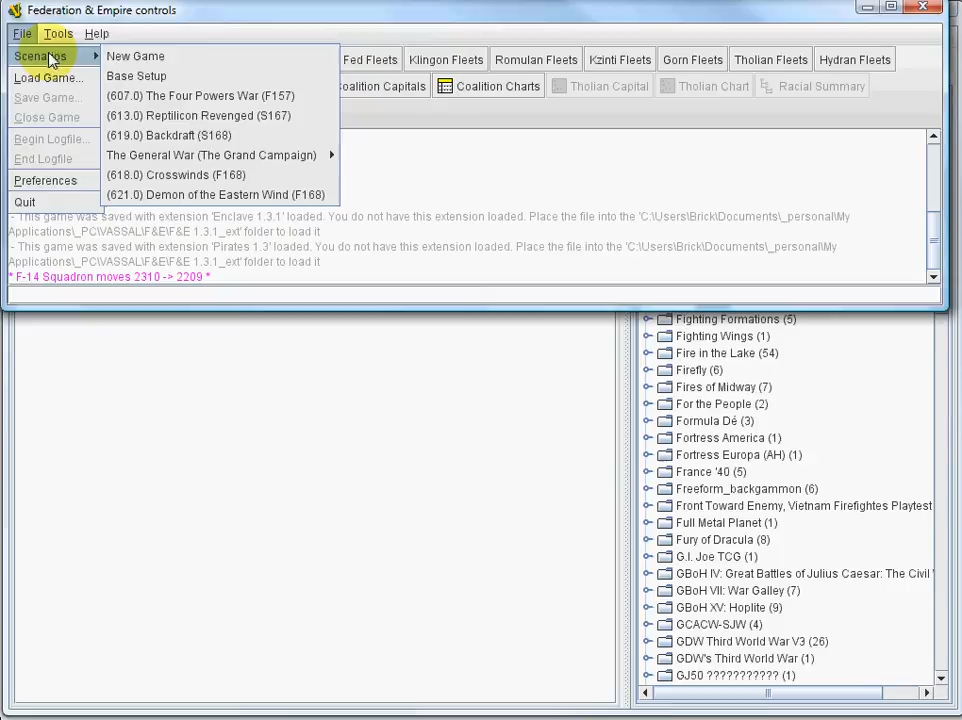 Federation & Empire controls
File Tools Help
Scenarios
Load Game...
Save Game...
Close Game
Begin Logfile...
End Logfile
Preferences
Quit
New Game
Base Setup
(607.0) The Four Powers War (F157)
(613.0) Reptilicon Revenged (S167)
(619.0) Backdraft (S168)
The General War (The Grand Campaign)
(618.0) Crosswinds (F168)
(621.0) Demon of the Eastern Wind (F168)
Fed Fleets Klingon Fleets Romulan Fleets Kzinti Fleets Gorn Fleets Tholian Fleets Hydran Fleets
Coalition Capitals Coalition Charts Tholian Capital Tholian Chart Racial Summary
- This game was saved with extension 'Enclave 1.3.1' loaded. You do not have this extension loaded. Place the file into the 'C:\Users\Brick\Documents\_personal\My
Applications\_PC\VASSAL\F&E\F&E 1.3.1_ext' folder to load it
- This game was saved with extension 'Pirates 1.3' loaded. You do not have this extension loaded. Place the file into the 'C:\Users\Brick\Documents\_personal\My
Applications\_PC\VASSAL\F&E\F&E 1.3.1_ext' folder to load it
* F-14 Squadron moves 2310 -> 2209 *
Fighting Formations (5)
Fighting Wings (1)
Fire in the Lake (54)
Firefly (6)
Fires of Midway (7)
For the People (2)
Formula Dé (3)
Fortress America (1)
Fortress Europa (AH) (1)
France '40 (5)
Freeform_backgammon (6)
Front Toward Enemy, Vietnam Firefightes Playtest
Full Metal Planet (1)
Fury of Dracula (8)
G.I. Joe TCG (1)
GBoH IV: Great Battles of Julius Caesar: The Civil
GBoH VII: War Galley (7)
GBoH XV: Hoplite (9)
GCACW-SJW (4)
GDW Third World War V3 (26)
GDW's Third World War (1)
GJ50 ??????????? (1)